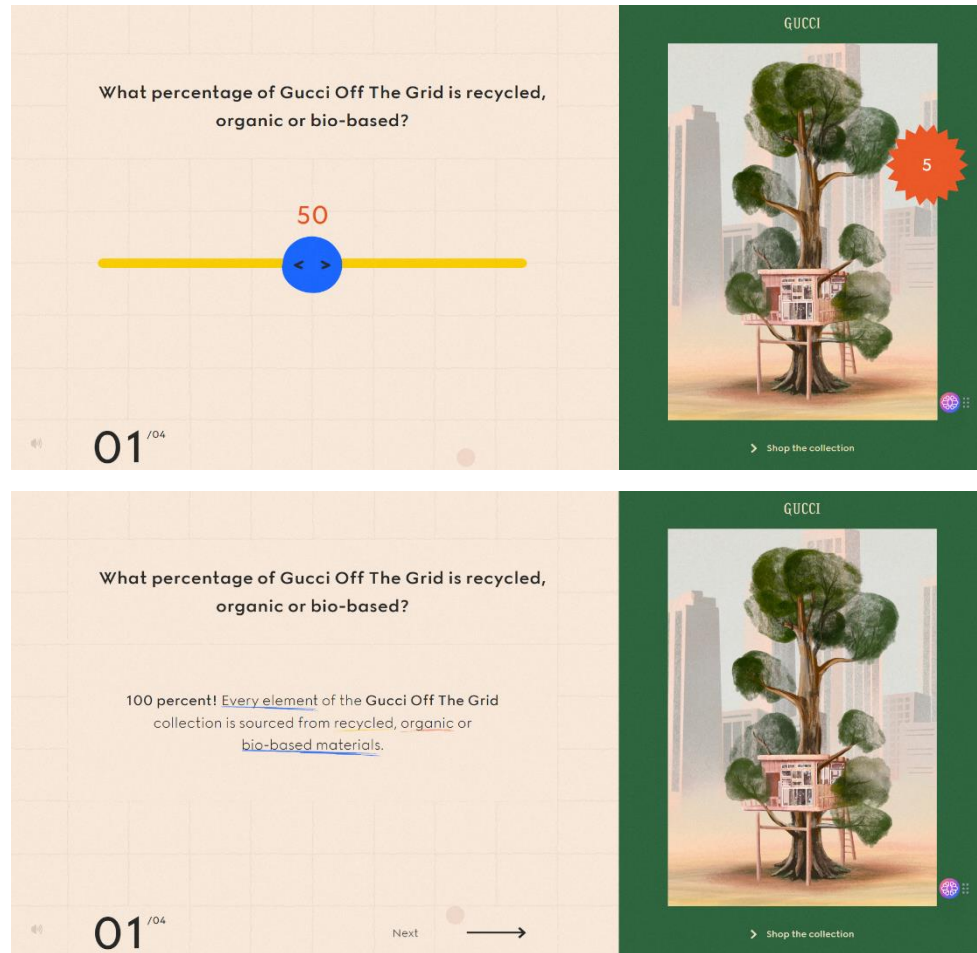 GUCCI
What percentage of Gucci Off The Grid is recycled,
organic or bio-based?
50
< >
5
01/04
Shop the collection
GUCCI
What percentage of Gucci Off The Grid is recycled,
organic or bio-based?
100 percent! Every element of the Gucci Off The Grid
collection is sourced from recycled, organic or
bio-based materials.
01/04
Next
Shop the collection